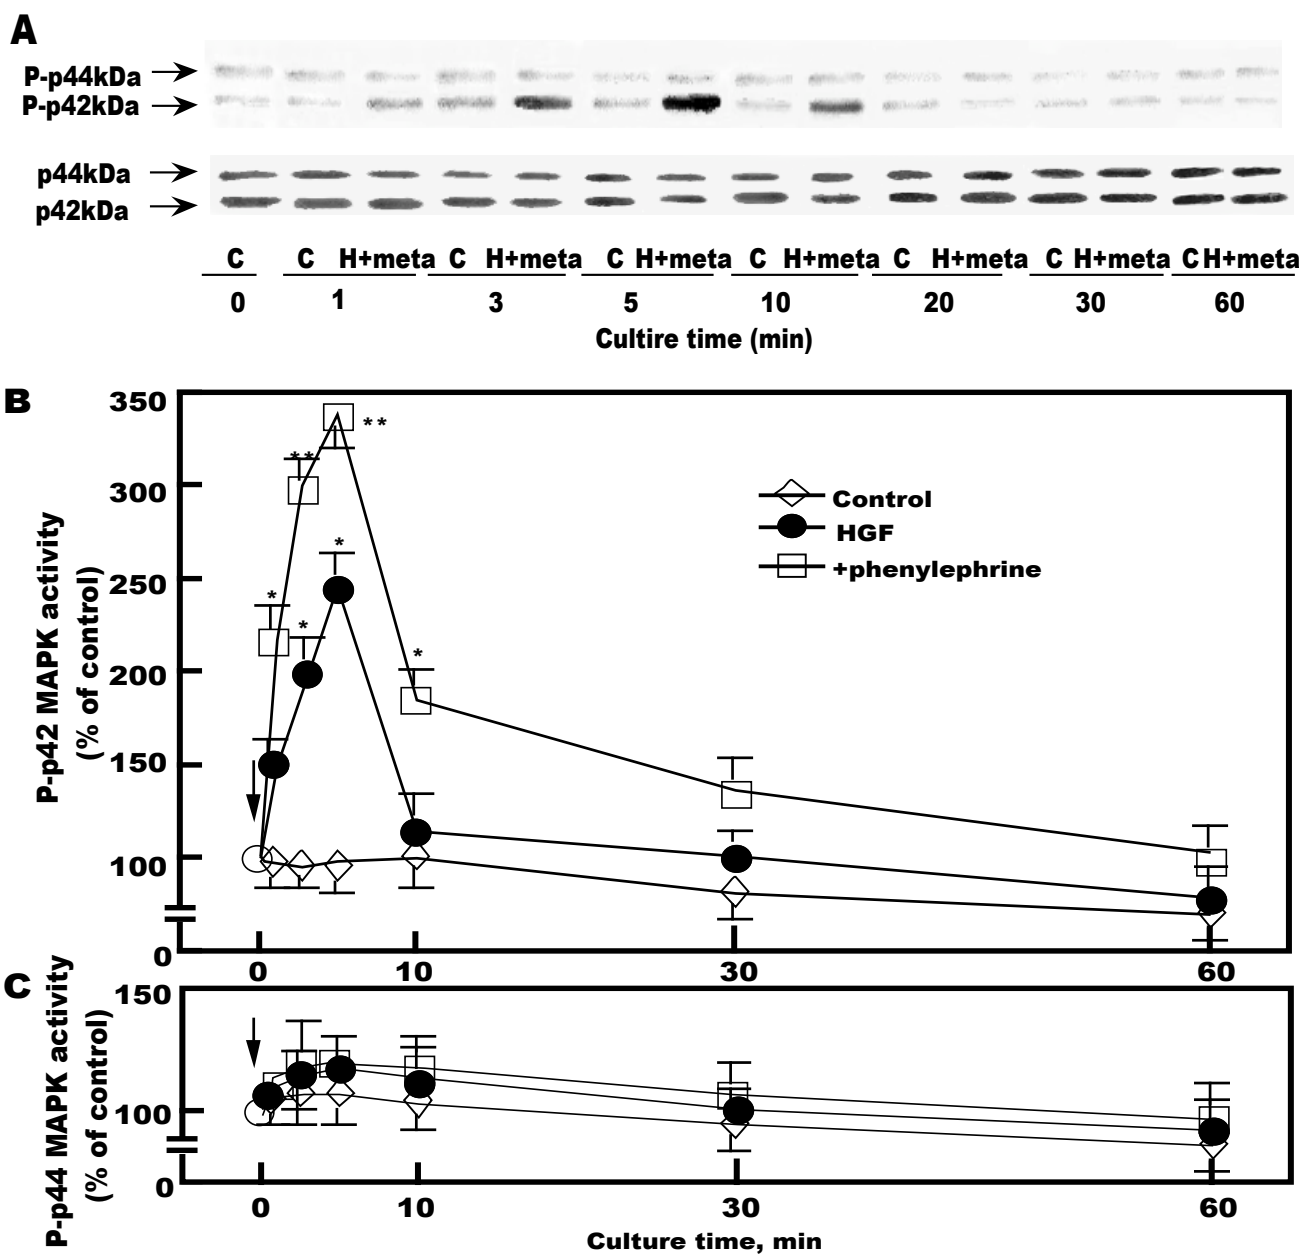 A
P-p44kDa
P-p42kDa
p44kDa
p42kDa
C C H+meta C H+meta C H+meta C H+meta C H+meta C H+meta C H+meta
0 1 3 5 10 20 30 60
Cultire time (min)
B
P-p42 MAPK activity
(% of control)
350
300
250
200
150
100
0
**
**
*
*
*
*
Control
HGF
+phenylephrine
0 10 30 60
C
P-p44 MAPK activity
(% of control)
150
100
0
0 10 30 60
Culture time, min